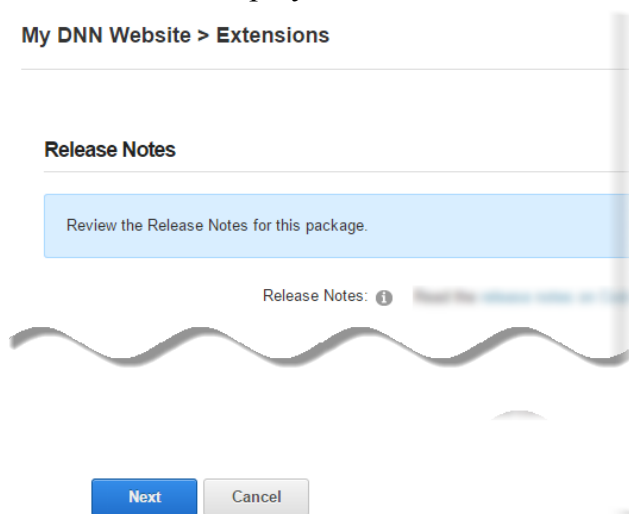 My DNN Website > Extensions
Release Notes
Review the Release Notes for this package.
Release Notes:
Next
Cancel